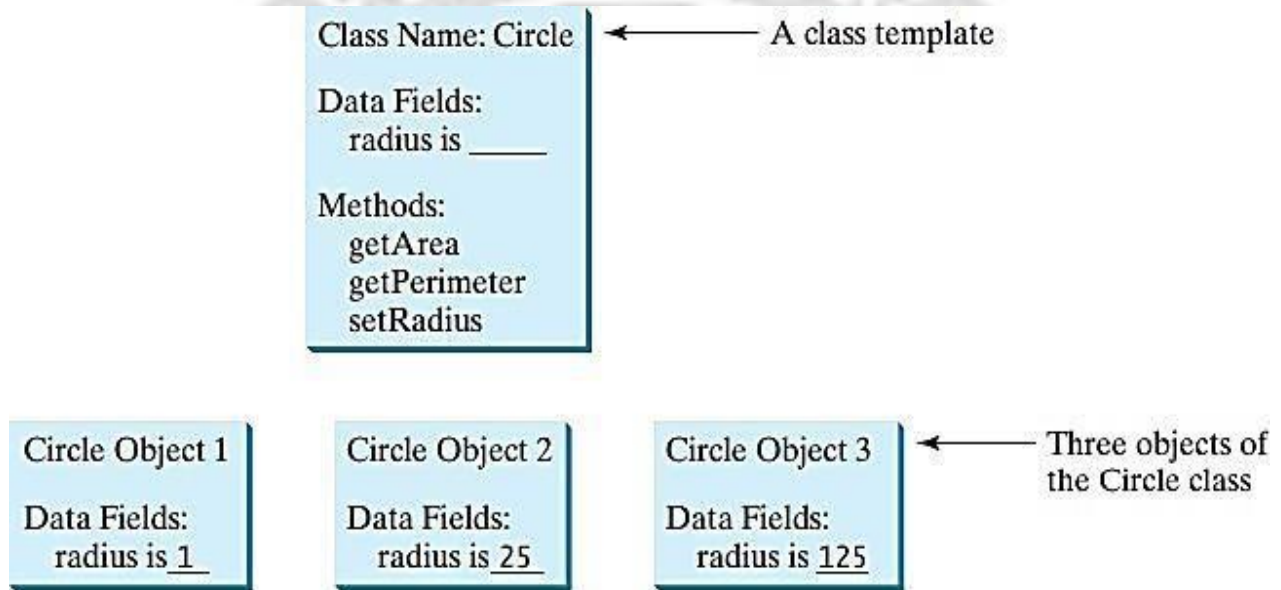 Class Name: Circle
A class template
Data Fields:
radius is _____
Methods:
getArea
getPerimeter
setRadius
Circle Object 1
Data Fields:
radius is 1
Circle Object 2
Data Fields:
radius is 25
Circle Object 3
Data Fields:
radius is 125
Three objects of
the Circle class